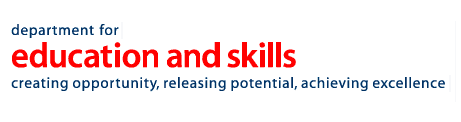 department for
education and skills
creating opportunity, releasing potential, achieving excellence